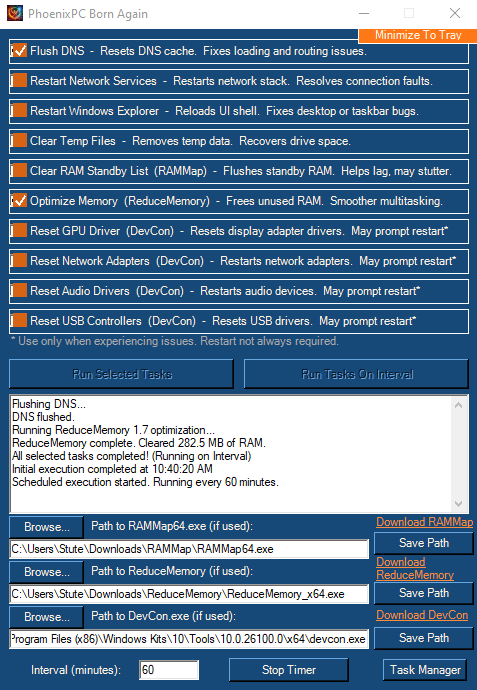 PhoenixPC Born Again
Minimize To Tray
Flush DNS - Resets DNS cache. Fixes loading and routing issues.
Restart Network Services - Restarts network stack. Resolves connection faults.
Restart Windows Explorer - Reloads UI shell. Fixes desktop or taskbar bugs.
Clear Temp Files - Removes temp data. Recovers drive space.
Clear RAM Standby List (RAMMap) - Flushes standby RAM. Helps lag, may stutter.
Optimize Memory (ReduceMemory) - Frees unused RAM. Smoother multitasking.
Reset GPU Driver (DevCon) - Resets display adapter drivers. May prompt restart*
Reset Network Adapters (DevCon) - Restarts network adapters. May prompt restart*
Reset Audio Drivers (DevCon) - Restarts audio devices. May prompt restart*
Reset USB Controllers (DevCon) - Resets USB drivers. May prompt restart*
* Use only when experiencing issues. Restart not always required.
Run Selected Tasks
Run Tasks On Interval
Flushing DNS...
DNS flushed.
Running ReduceMemory 1.7 optimization...
ReduceMemory complete. Cleared 282.5 MB of RAM.
All selected tasks completed! (Running on Interval)
Initial execution completed at 10:40:20 AM
Scheduled execution started. Running every 60 minutes.
Browse...
Path to RAMMap64.exe (if used):
Download RAMMap
C:\Users\Stute\Downloads\RAMMap\RAMMap64.exe
Save Path
Browse...
Path to ReduceMemory (if used):
Download
ReduceMemory
C:\Users\Stute\Downloads\ReduceMemory\ReduceMemory_x64.exe
Save Path
Browse...
Path to DevCon.exe (if used):
Download DevCon
Program Files (x86)\Windows Kits\10\Tools\10.0.26100.0\x64\devcon.exe
Save Path
Interval (minutes):
60
Stop Timer
Task Manager